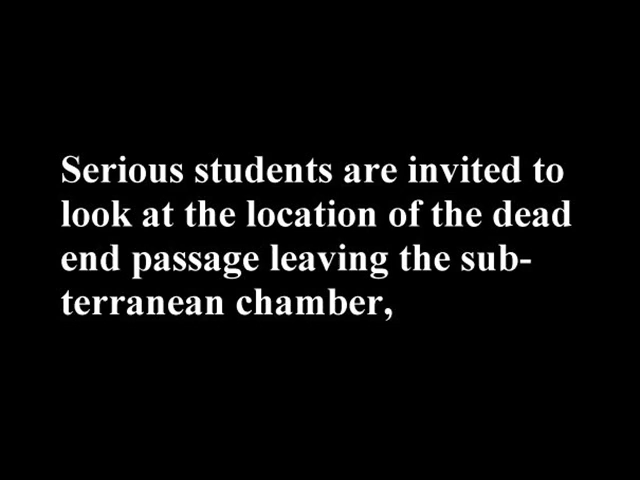 Serious students are invited to
look at the location of the dead
end passage leaving the sub-
terranean chamber,